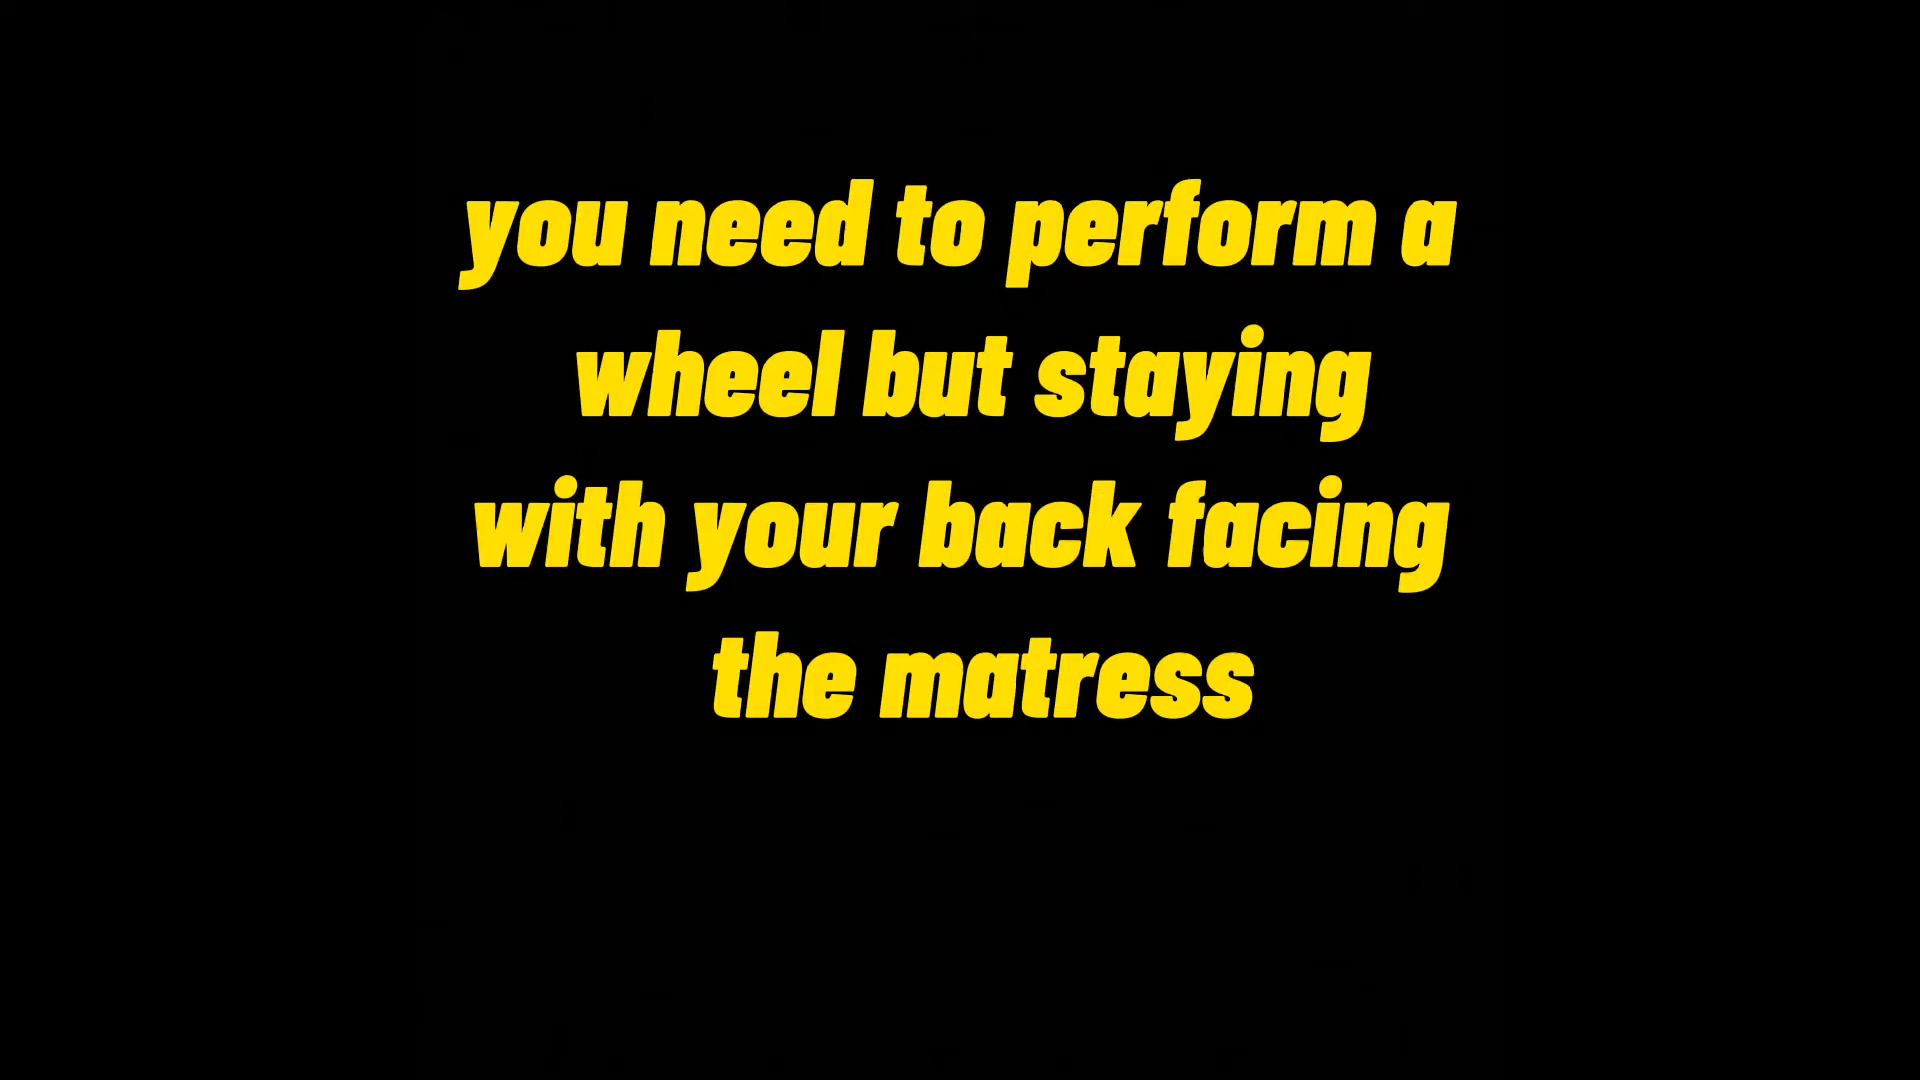 you need to perform a
wheel but staying
with your back facing
the matress